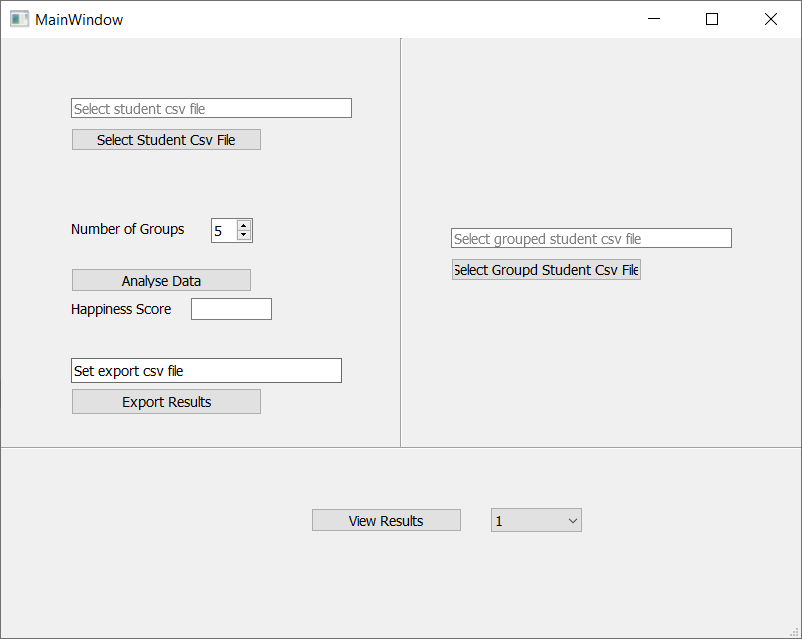 MainWindow
Select student csv file
Select Student Csv File
Number of Groups 5
Analyse Data
Happiness Score
Set export csv file
Export Results
Select grouped student csv file
Select Groupd Student Csv File
View Results 1